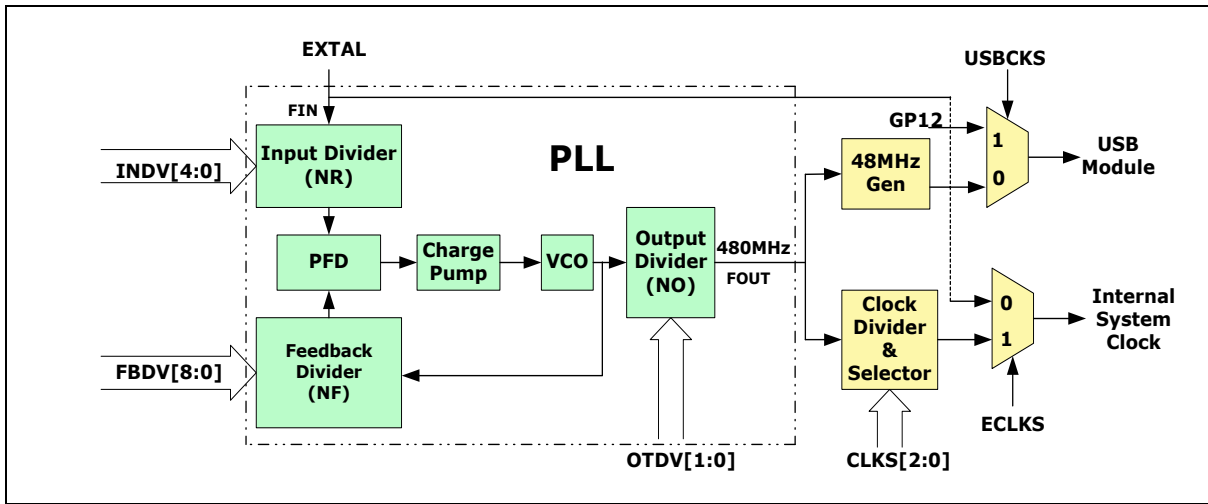 EXTAL
USBCKS
FIN
GP12
INDV[4:0]
Input Divider
(NR)
PLL
48MHz
Gen
1
0
USB
Module
PFD
Charge
Pump
VCO
Output
Divider
(NO)
480MHz
FOUT
FBDV[8:0]
Feedback
Divider
(NF)
Clock
Divider
&
Selector
0
1
Internal
System
Clock
ECLKS
OTDV[1:0]
CLKS[2:0]